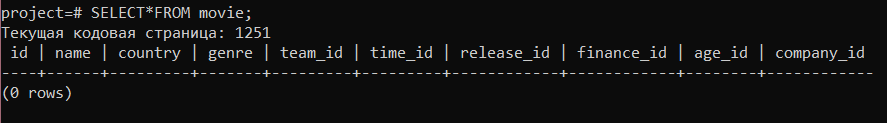 project=# SELECT*FROM movie;
Текущая кодовая страница: 1251
 id | name | country | genre | team_id | time_id | release_id | finance_id | age_id | company_id
----+------+---------+-------+---------+---------+------------+------------+--------+------------
(0 rows)